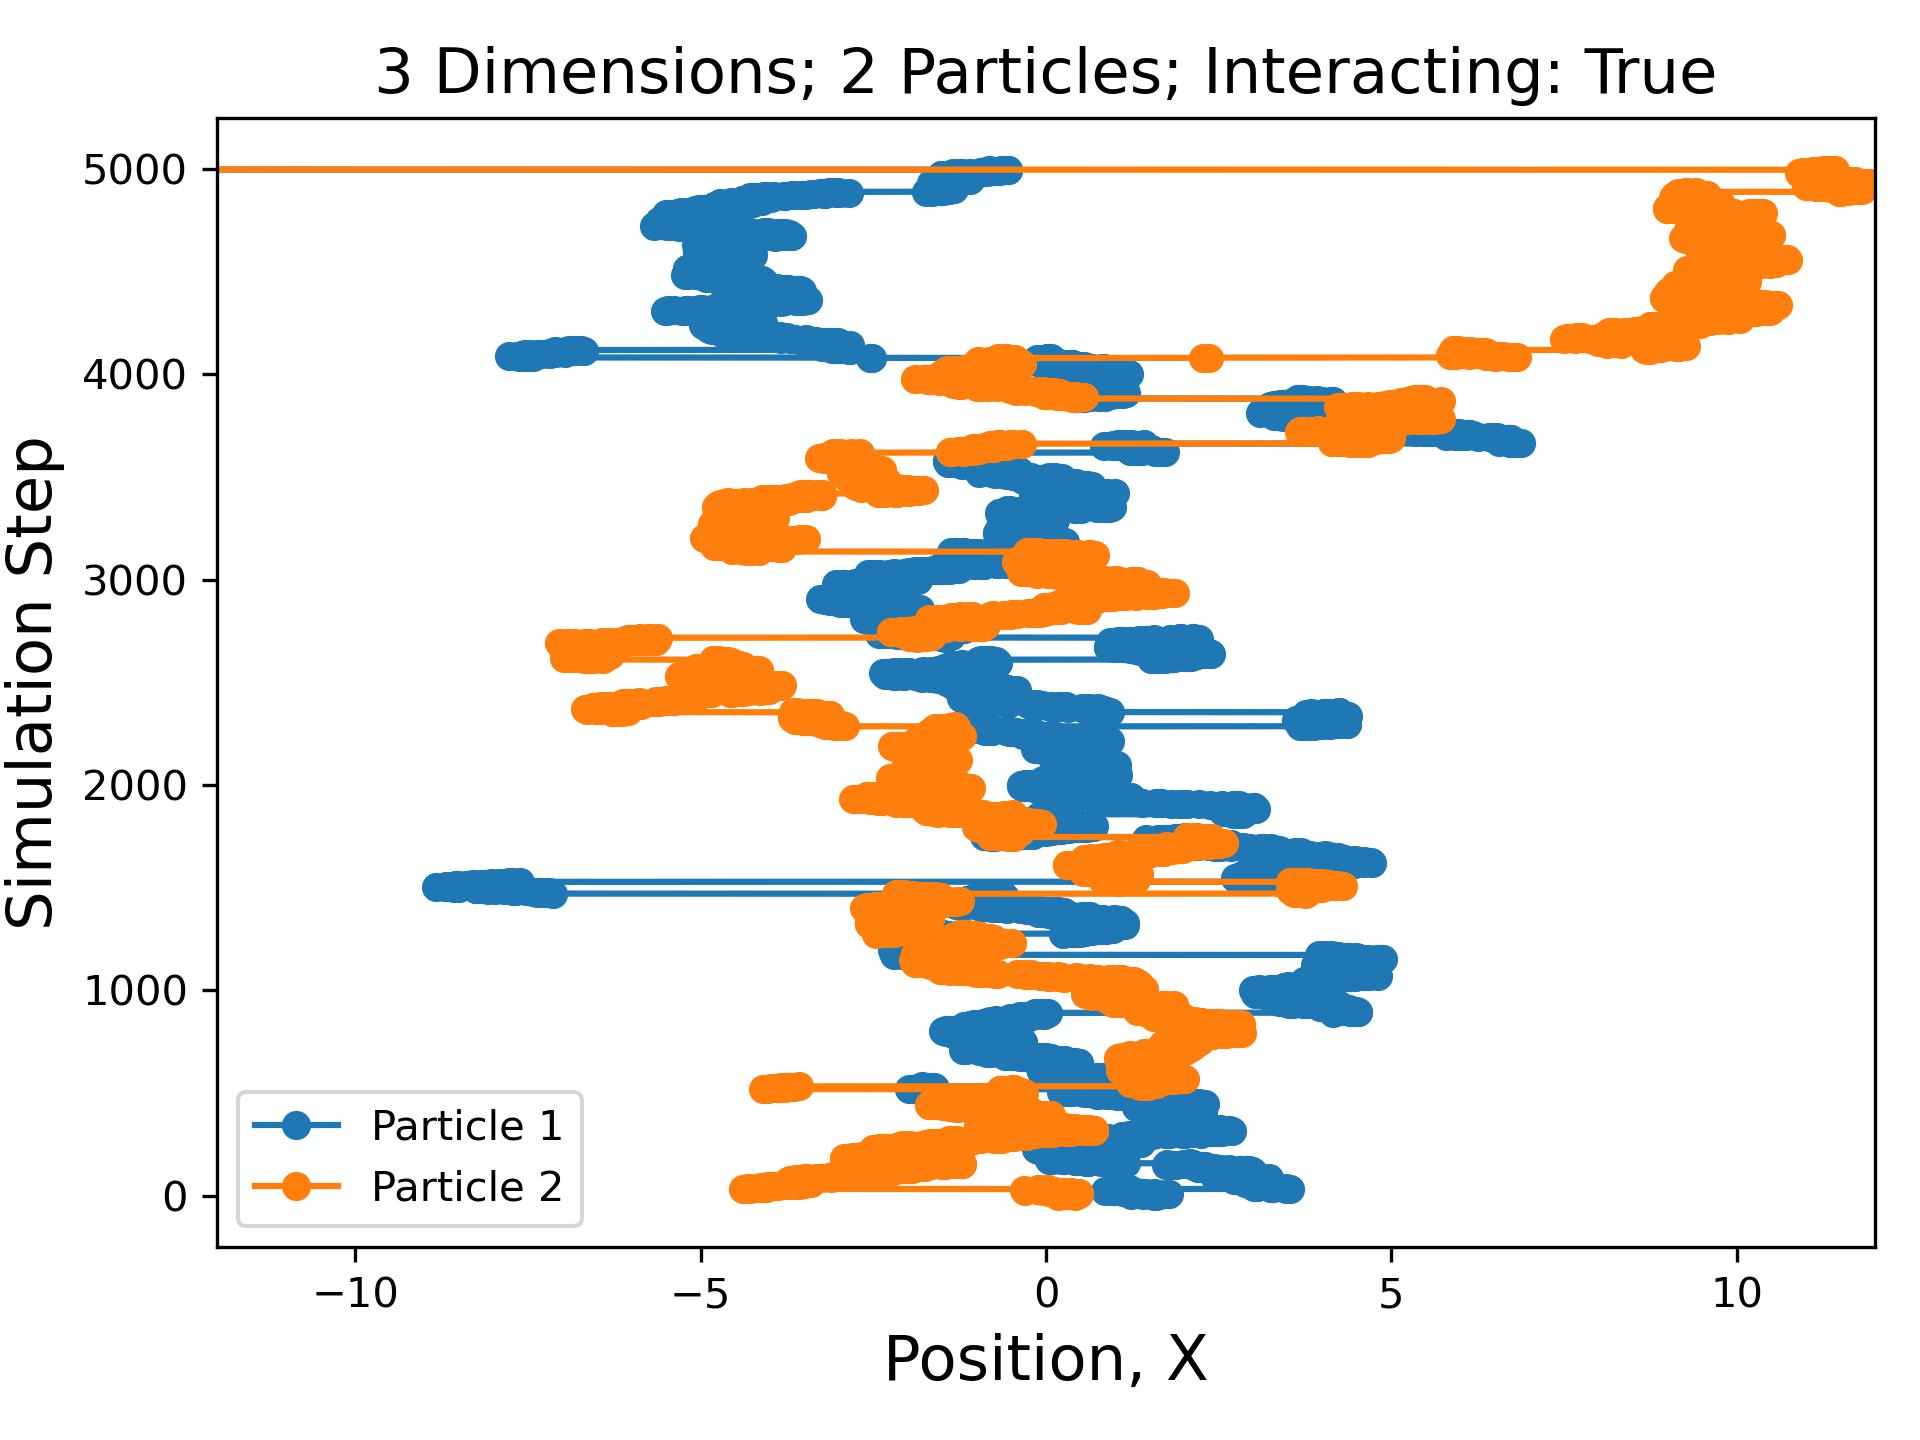 3 Dimensions; 2 Particles; Interacting: True
Simulation Step
5000
4000
3000
2000
1000
0
Particle 1
Particle 2
−10
−5
0
5
10
Position, X